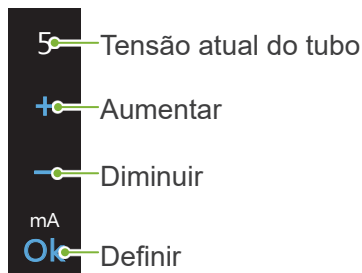 5 Tensão atual do tubo
+ Aumentar
− Diminuir
mA
Ok Definir